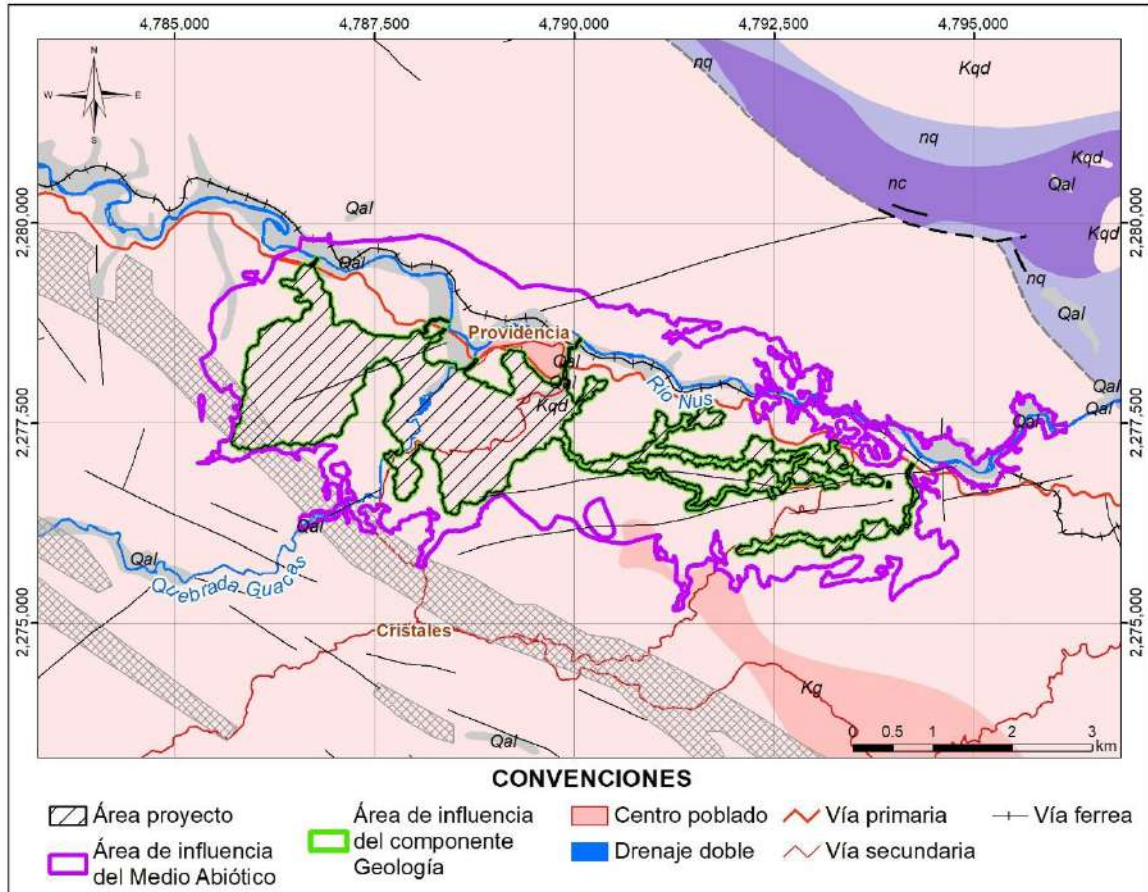 4,785,000 4,787,500 4,790,000 4,792,500 4,795,000
N
W E
S
nq
Kqd
nq
Kqd
Qal
nc
Qal
Kqd
2,280,000 2,280,000
Qal
nq
Qal
Providencia
Qal
Qal
Río Nus
Kqd
Qal
Qal
Qal
2,277,500 2,277,500
Qal
Qal
Quebrada Guacas
2,275,000 2,275,000
Cristales
Kg
Qal
0 0.5 1 2 3
km
CONVENCIONES
Área proyecto
Área de influencia
del Medio Abiótico
Área de influencia
del componente
Geología
Centro poblado
Drenaje doble
Vía primaria
Vía secundaria
Vía ferrea